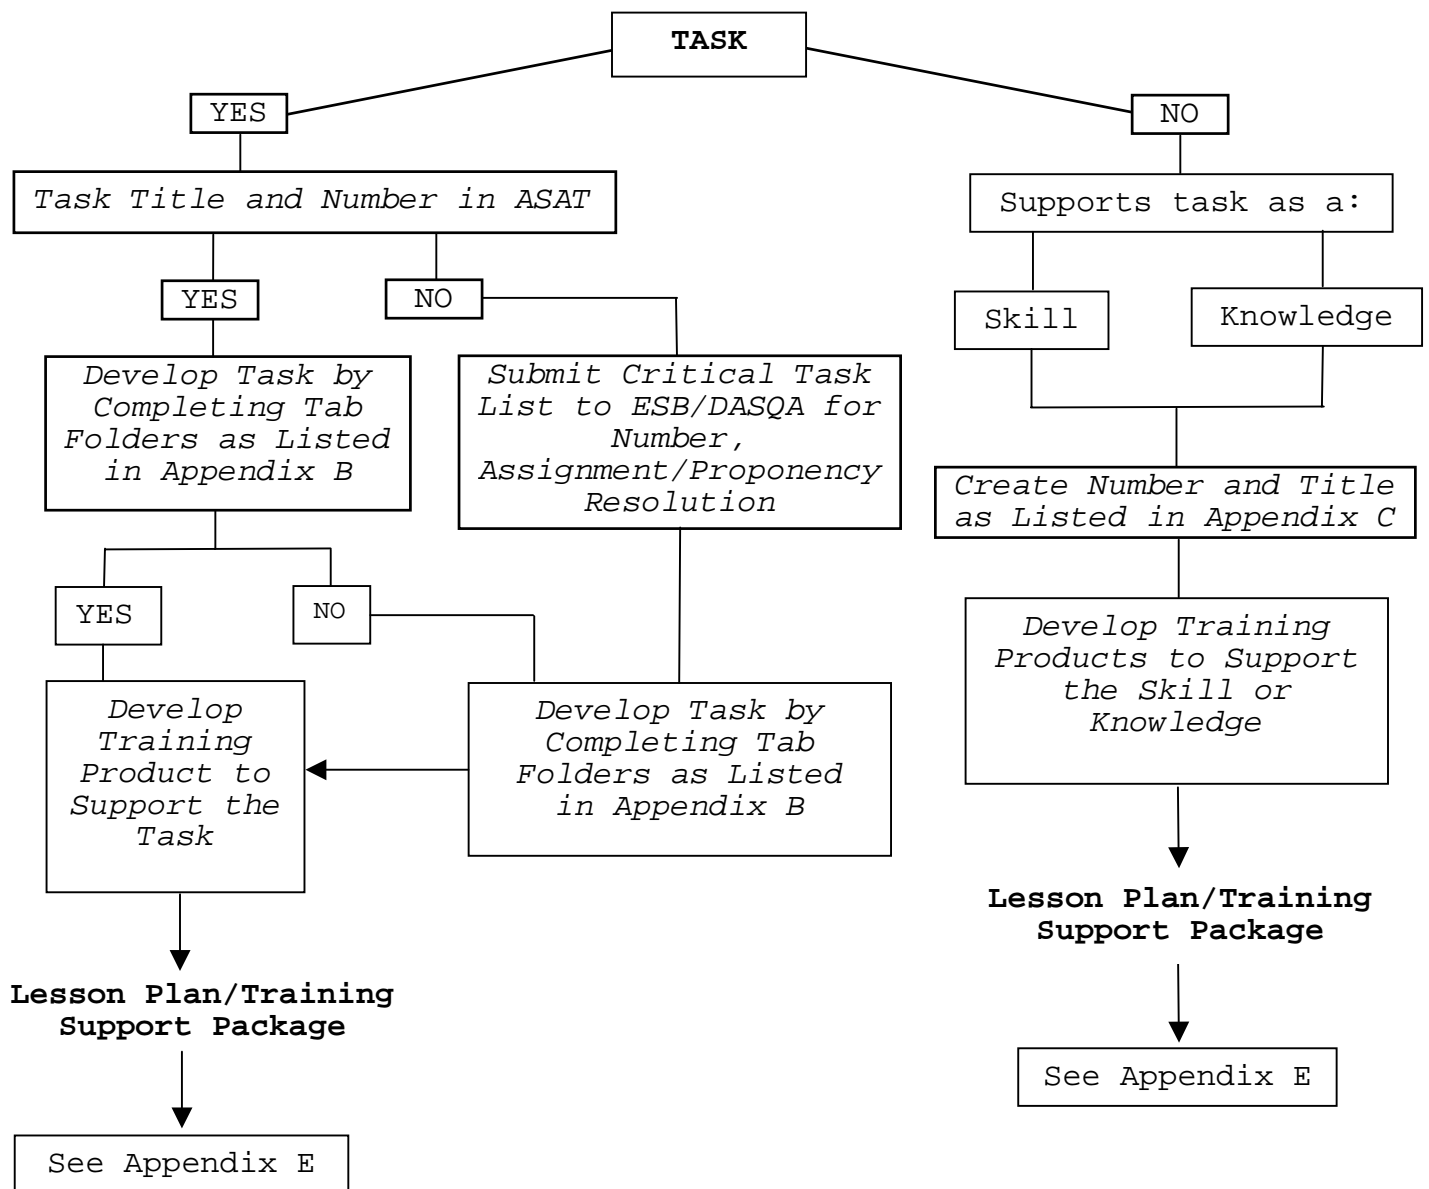 TASK
YES
NO
Task Title and Number in ASAT
Supports task as a:
YES
NO
Skill
Knowledge
Develop Task by
Completing Tab
Folders as Listed
in Appendix B
Submit Critical Task
List to ESB/DASQA for
Number,
Assignment/Proponency
Resolution
Create Number and Title
as Listed in Appendix C
YES
NO
Develop
Training
Product to
Support the
Task
Develop Task by
Completing Tab
Folders as Listed
in Appendix B
Develop Training
Products to Support
the Skill or
Knowledge
Lesson Plan/Training
Support Package
See Appendix E
Lesson Plan/Training
Support Package
See Appendix E